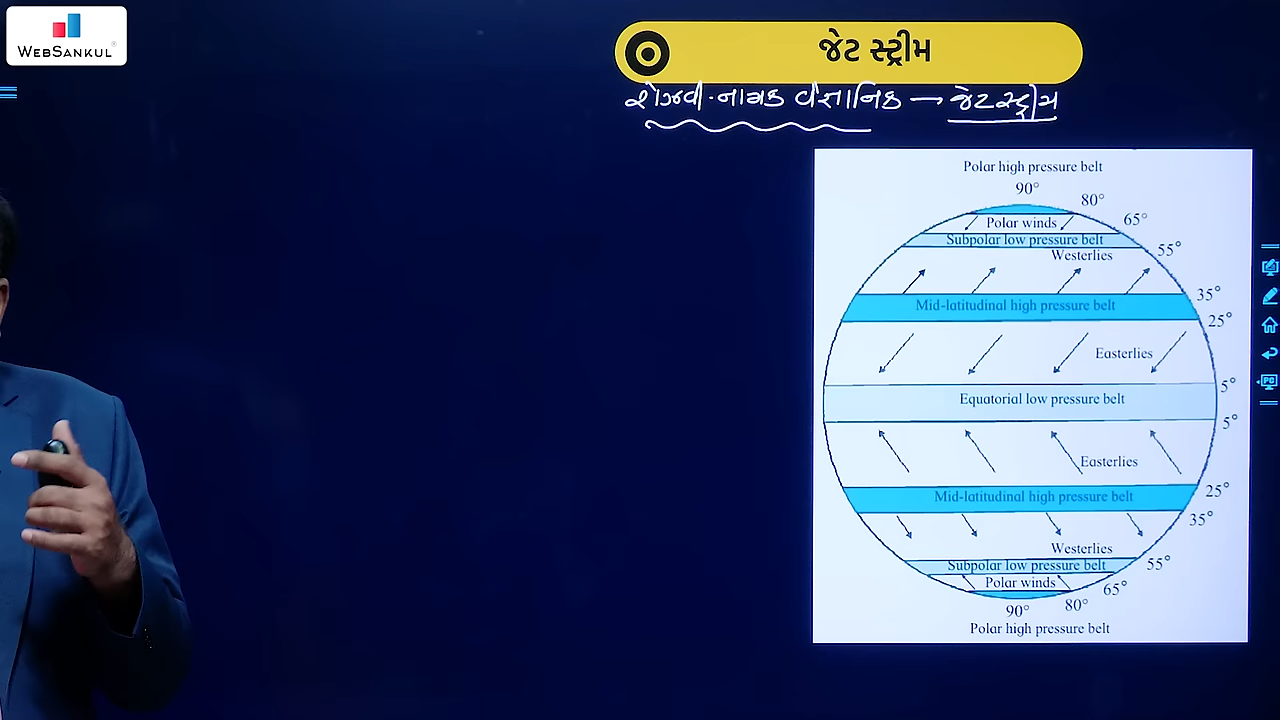 WEBSANKUL
જેટ સ્ટ્રીમ
નામક વૈજ્ઞાનિક — જેટસ્ટ્રીમ
Polar high pressure belt
90°
80°
Polar winds
65°
Subpolar low pressure belt
55°
Westerlies
35°
Mid-latitudinal high pressure belt
25°
Easterlies
5°
Equatorial low pressure belt
5°
Easterlies
25°
Mid-latitudinal high pressure belt
35°
Westerlies
55°
Subpolar low pressure belt
Polar winds
65°
80°
90°
Polar high pressure belt
PC